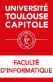 UNIVERSITÉ
TOULOUSE
CAPITOLE
FACULTÉ
D'INFORMATIQUE